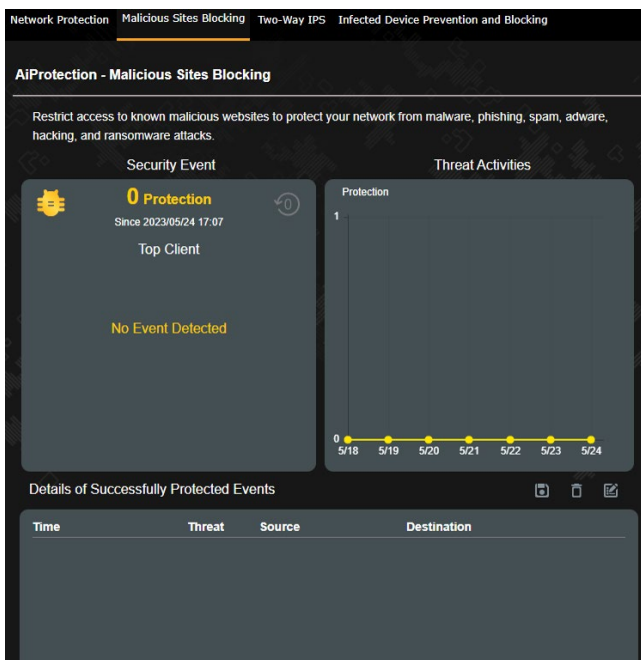 Network Protection Malicious Sites Blocking Two-Way IPS Infected Device Prevention and Blocking
AiProtection - Malicious Sites Blocking
Restrict access to known malicious websites to protect your network from malware, phishing, spam, adware,
hacking, and ransomware attacks.
Security Event
0 Protection
0
Since 2023/05/24 17:07
Top Client
No Event Detected
Threat Activities
Protection
1
0
5/18 5/19 5/20 5/21 5/22 5/23 5/24
Details of Successfully Protected Events
Time Threat Source Destination